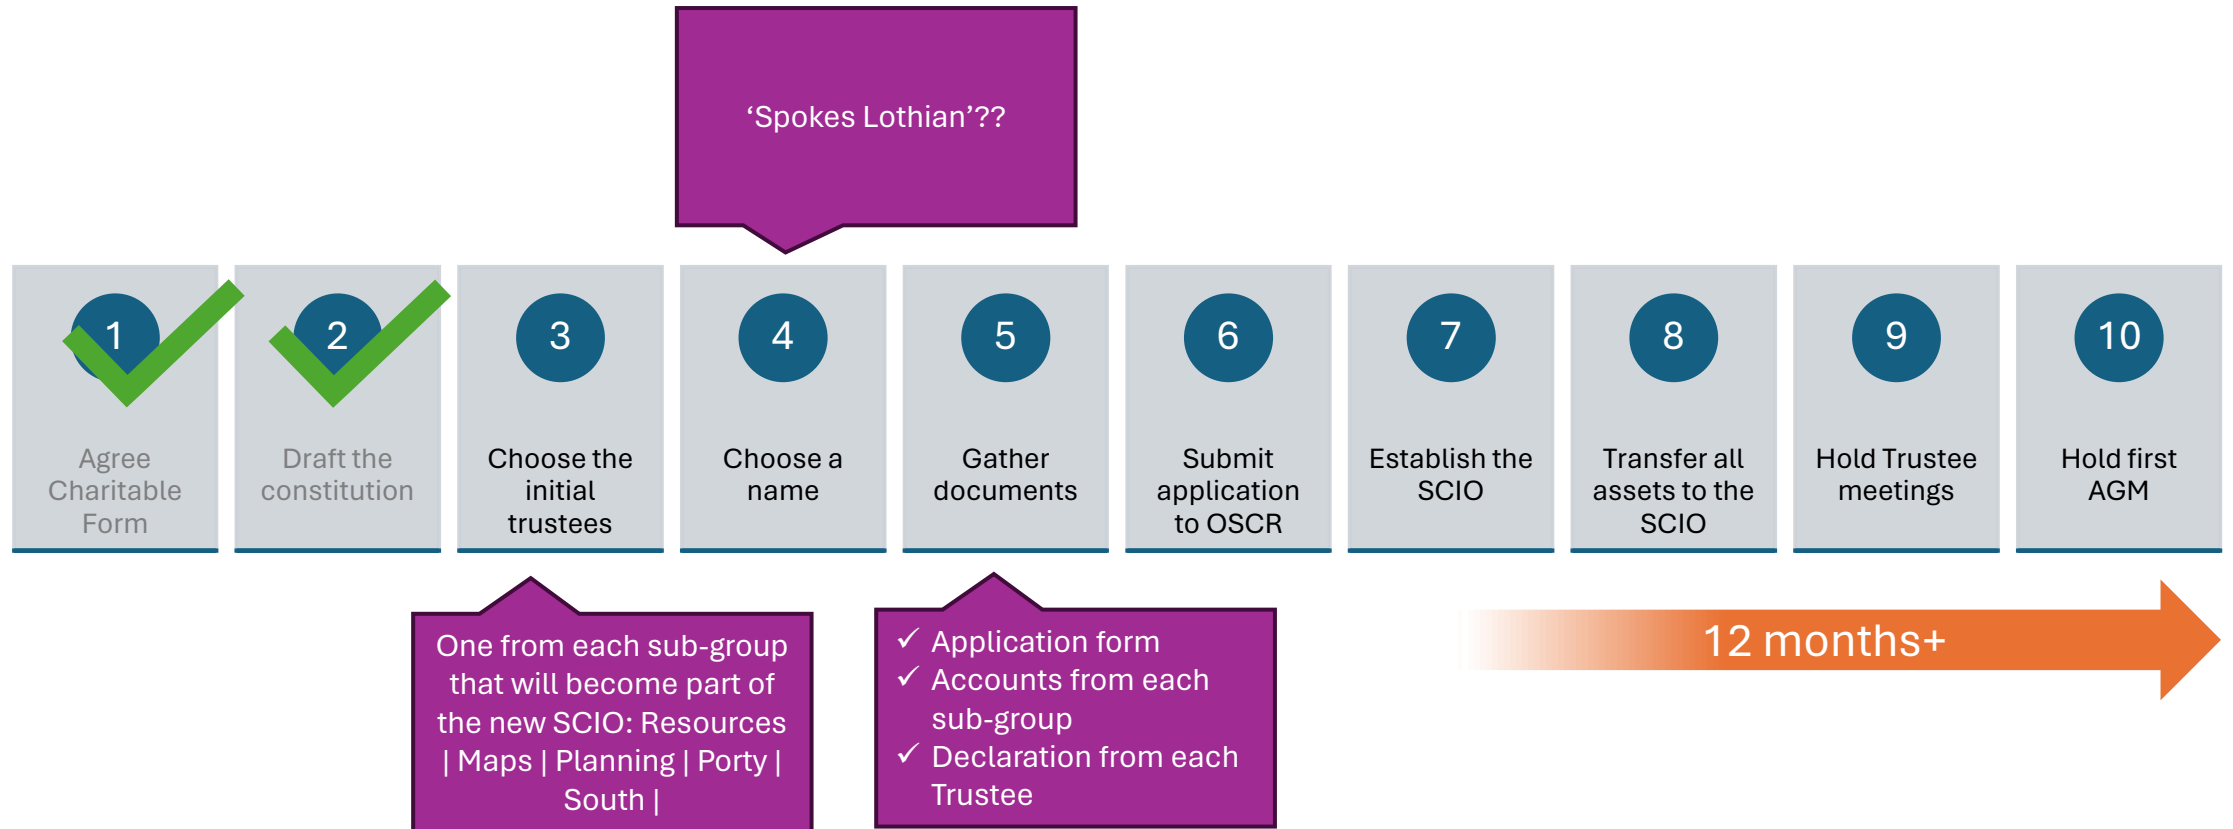 ‘Spokes Lothian’??
1
2
3
4
5
6
7
8
9
10
Agree
Charitable
Form
Draft the
constitution
Choose the
initial
trustees
Choose a
name
Gather
documents
Submit
application
to OSCR
Establish the
SCIO
Transfer all
assets to the
SCIO
Hold Trustee
meetings
Hold first
AGM
One from each sub-group
that will become part of
the new SCIO: Resources
| Maps | Planning | Porty |
South |
✓ Application form
✓ Accounts from each
sub-group
✓ Declaration from each
Trustee
12 months+